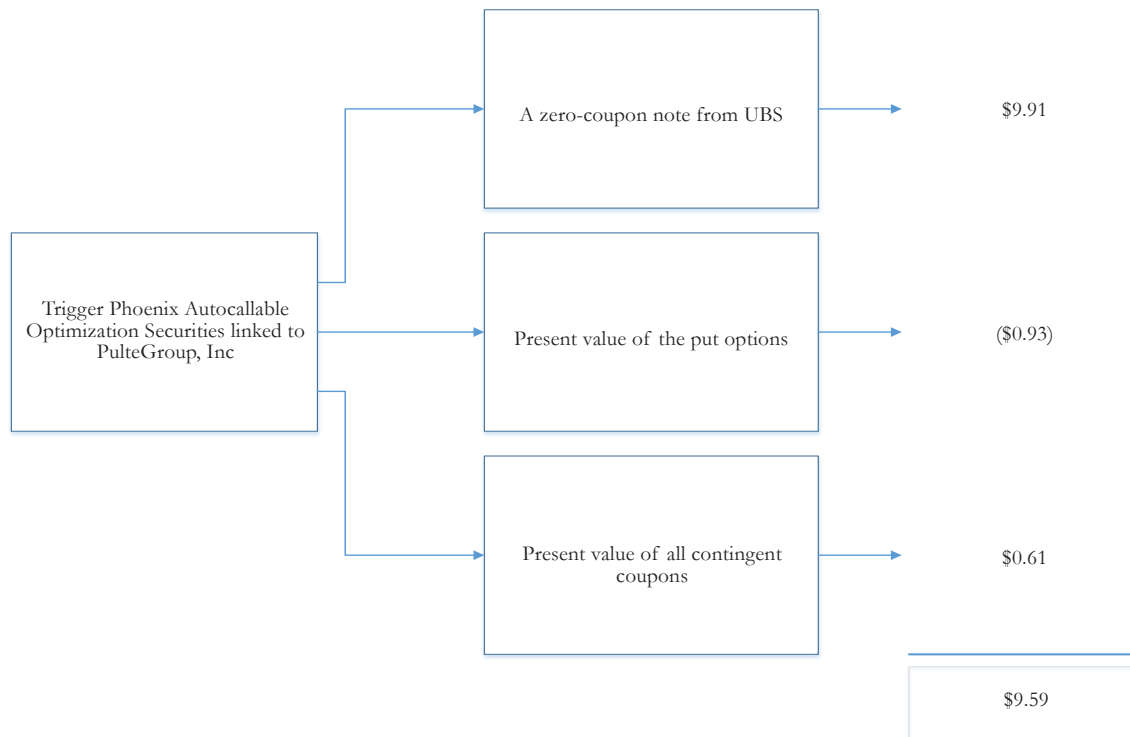 A zero-coupon note from UBS
$9.91
Trigger Phoenix Autocallable
Optimization Securities linked to
PulteGroup, Inc
Present value of the put options
($0.93)
Present value of all contingent
coupons
$0.61
$9.59